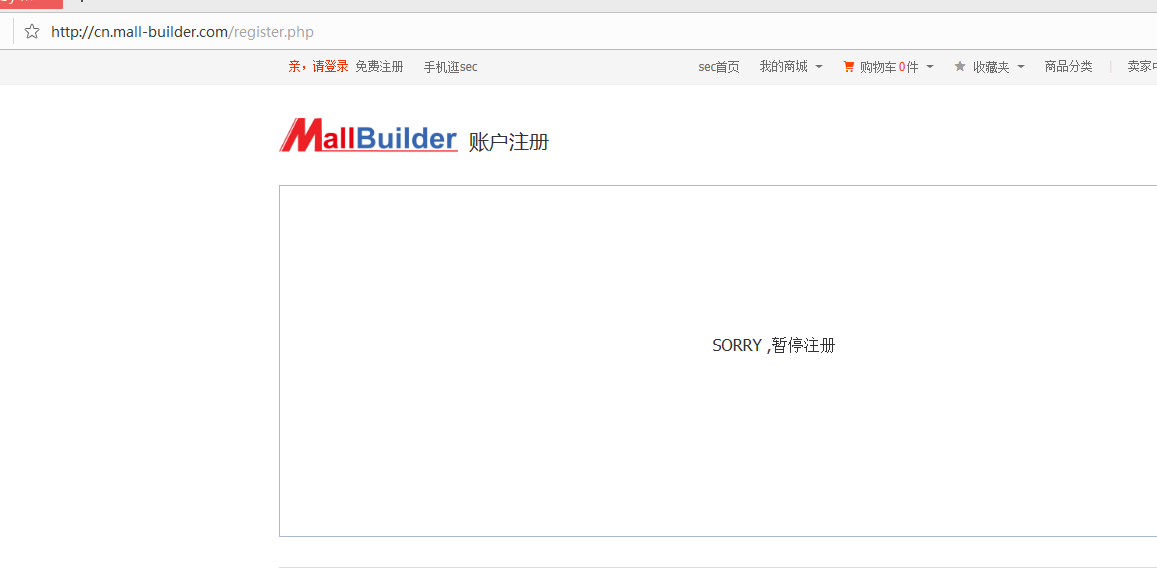 http://cn.mall-builder.com/register.php
亲，请登录 免费注册 手机逛sec sec首页 我的商城 购物车0件 收藏夹 商品分类 | 卖家
MallBuilder 账户注册
SORRY ,暂停注册